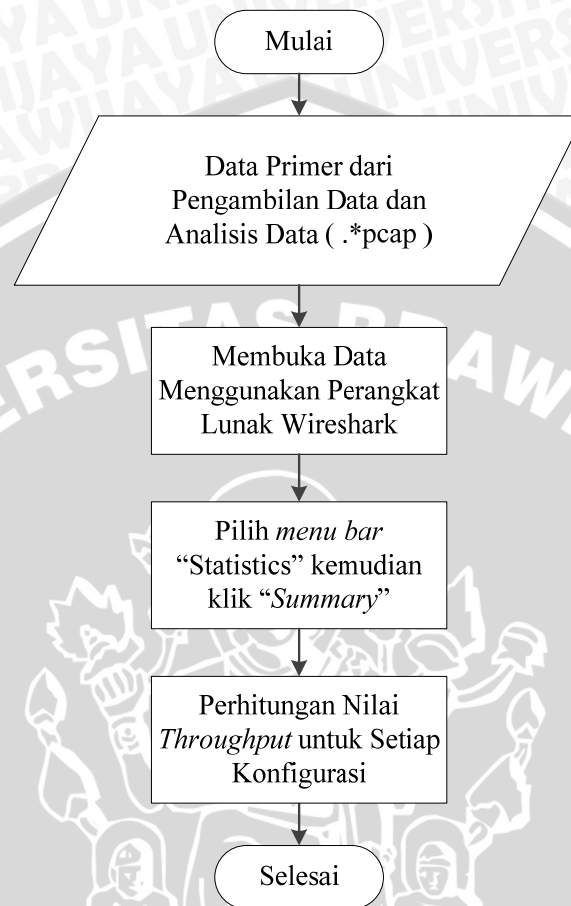 Mulai
Data Primer dari
Pengambilan Data dan
Analisis Data ( .*pcap )
Membuka Data
Menggunakan Perangkat
Lunak Wireshark
Pilih menu bar
“Statistics” kemudian
klik “Summary”
Perhitungan Nilai
Throughput untuk Setiap
Konfigurasi
Selesai